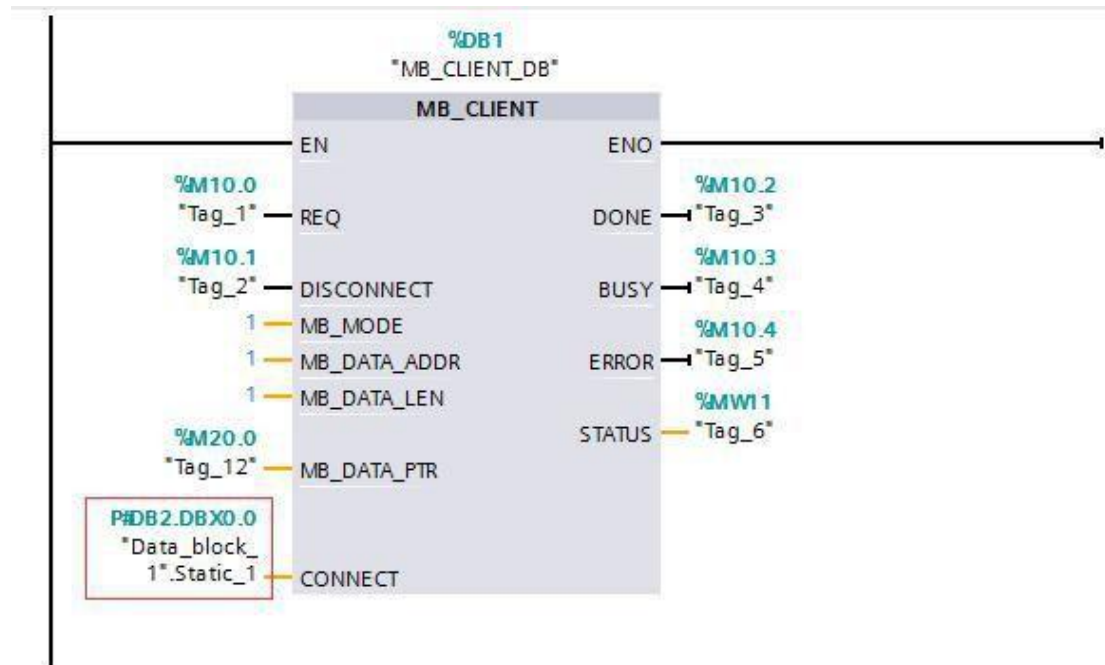 %DB1
"MB_CLIENT_DB"
MB_CLIENT
EN
ENO
%M10.0
"Tag_1"
REQ
%M10.2
"Tag_3"
DONE
%M10.1
"Tag_2"
DISCONNECT
%M10.3
"Tag_4"
BUSY
1
MB_MODE
1
MB_DATA_ADDR
%M10.4
"Tag_5"
ERROR
1
MB_DATA_LEN
%MW11
"Tag_6"
STATUS
%M20.0
"Tag_12"
MB_DATA_PTR
P#DB2.DBX0.0
"Data_block_
1".Static_1
CONNECT